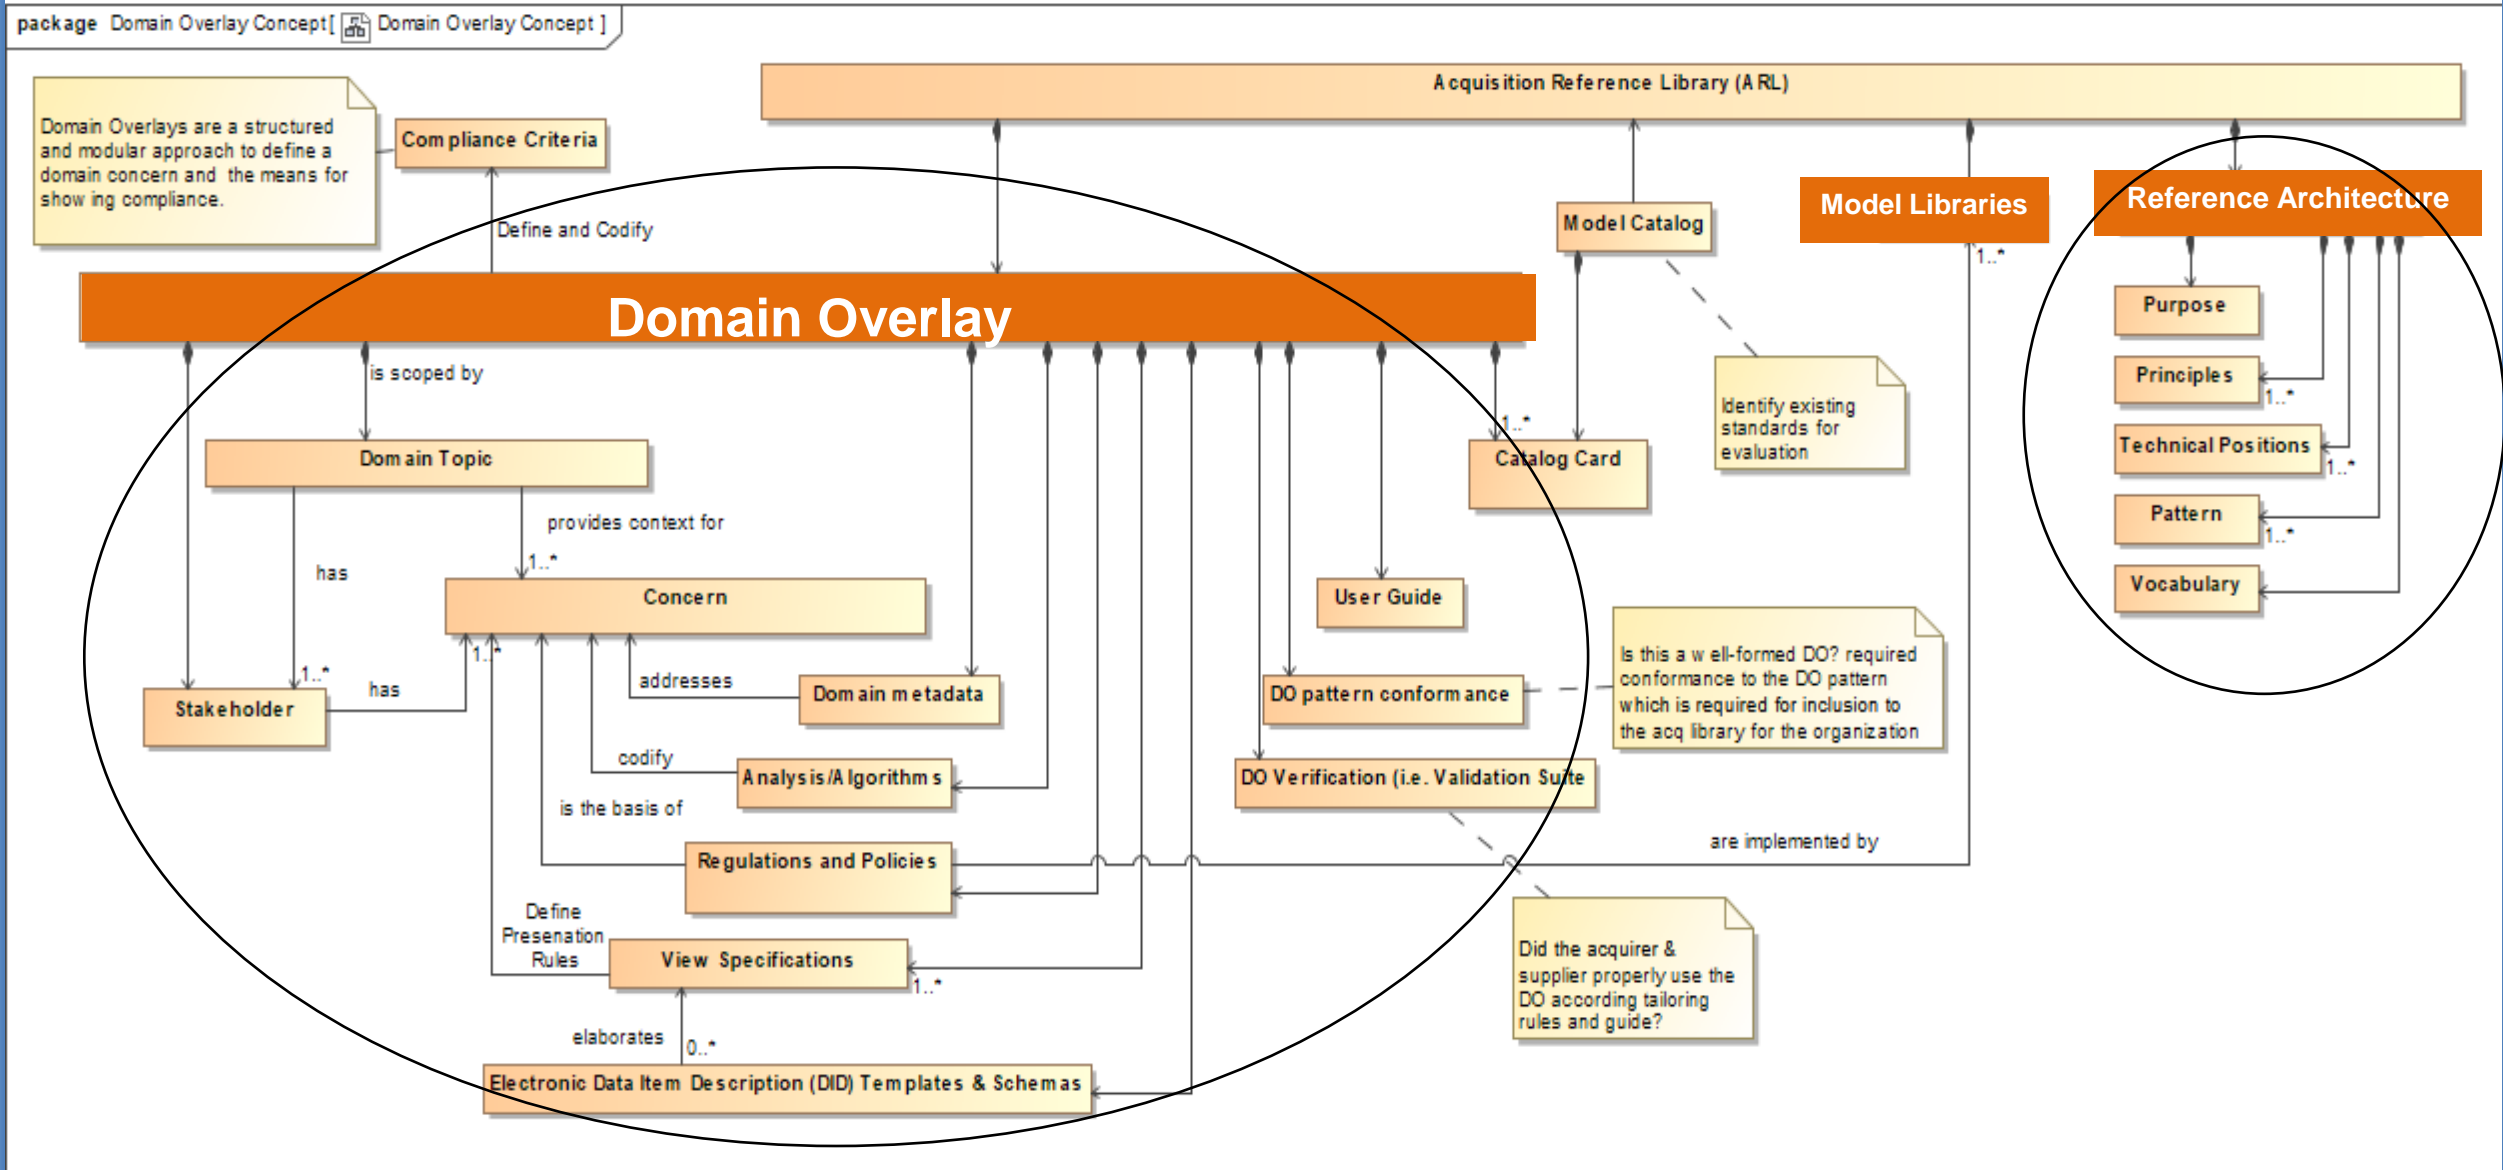 package Domain Overlay Concept[ Domain Overlay Concept ]
Acquisition Reference Library (ARL)
Domain Overlays are a structured
and modular approach to define a
domain concern and the means for
showing compliance.
Compliance Criteria
Define and Codify
Model Catalog
Model Libraries
1..*
Reference Architecture
Domain Overlay
is scoped by
Purpose
Principles
1..*
Technical Positions
1..*
Pattern
1..*
Vocabulary
Identify existing
standards for
evaluation
1..*
Catalog Card
Domain Topic
provides context for
1..*
has
1..*
Concern
User Guide
1..*
has
Stakeholder
addresses
Domain metadata
DO pattern conformance
Is this a well-formed DO? required
conformance to the DO pattern
which is required for inclusion to
the acq library for the organization
codify
Analysis/Algorithms
DO Verification (i.e. Validation Suite
is the basis of
Regulations and Policies
are implemented by
Define
Presenation
Rules
View Specifications
1..*
Did the acquirer &
supplier properly use the
DO according tailoring
rules and guide?
elaborates
0..*
Electronic Data Item Description (DID) Templates & Schemas